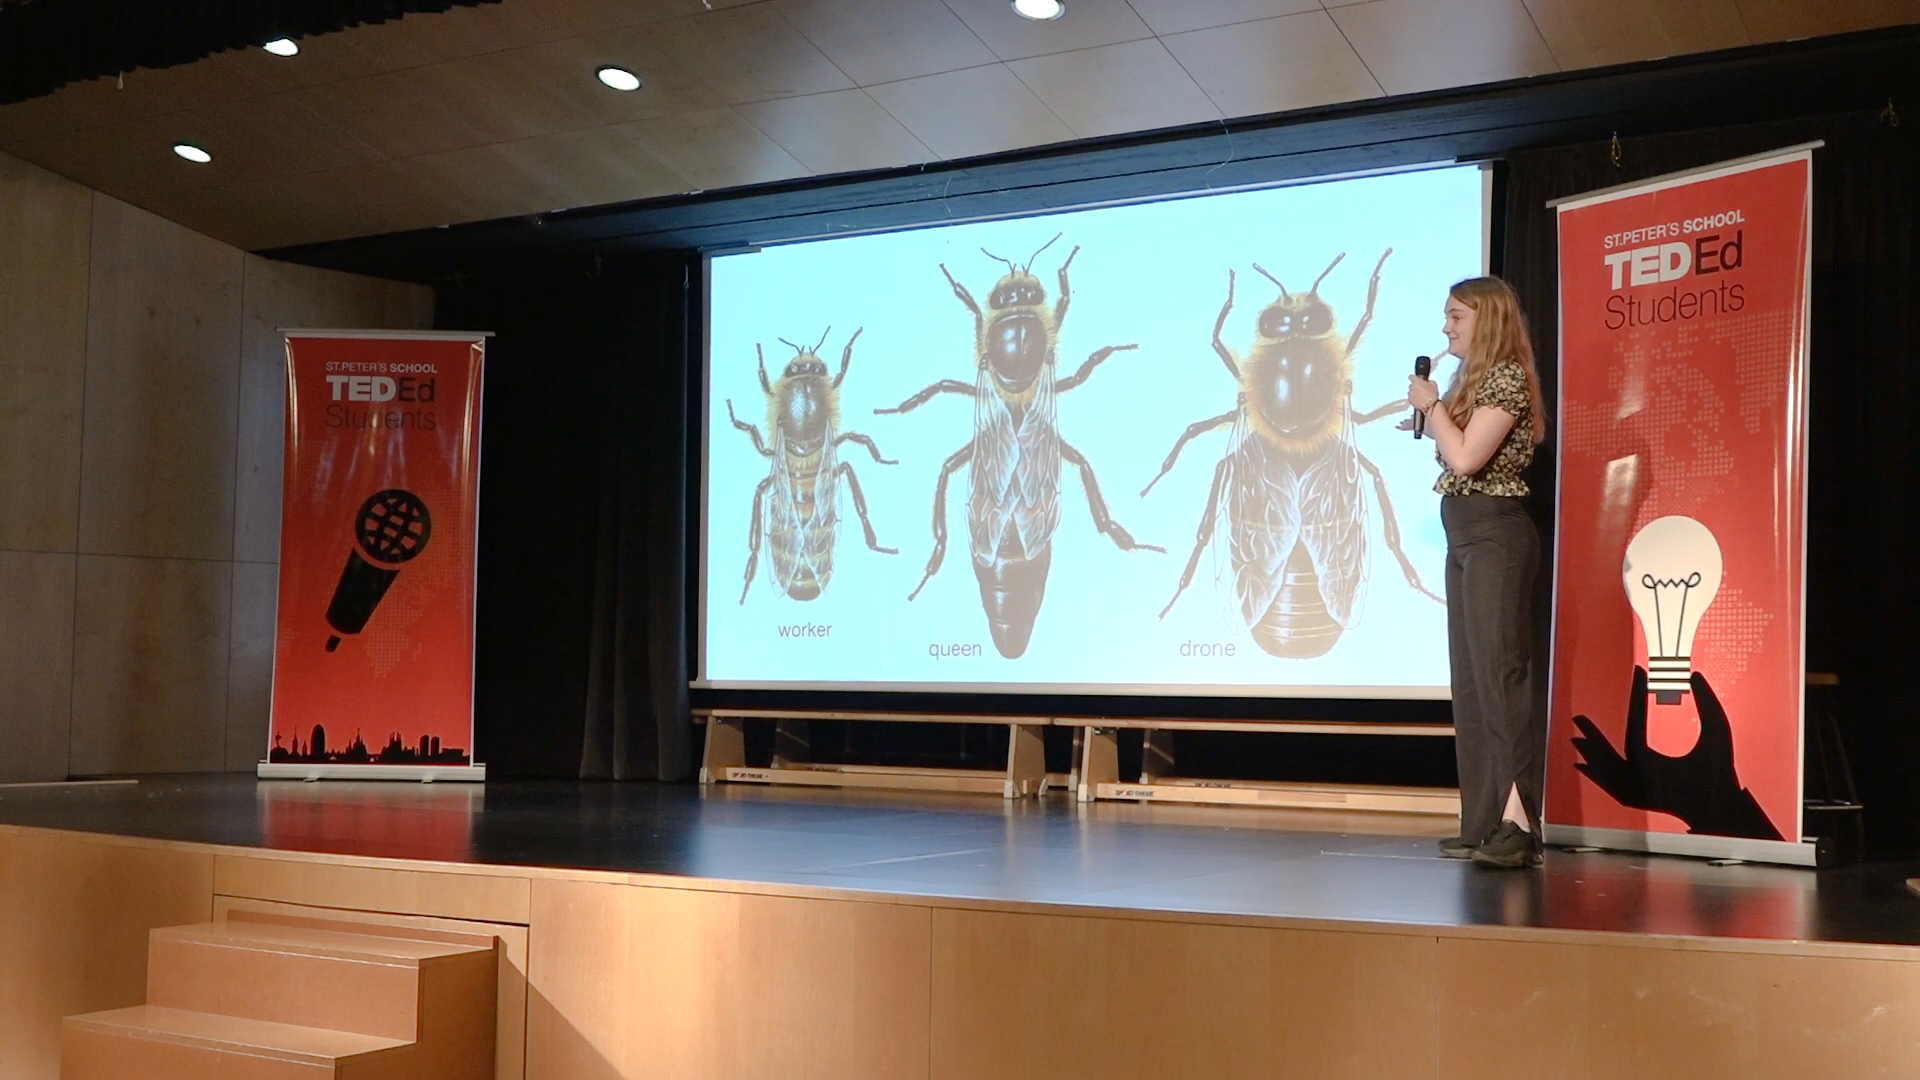 ST.PETER'S SCHOOL
TEDEd
Students
worker
queen
drone
ST.PETER'S SCHOOL
TEDEd
Students